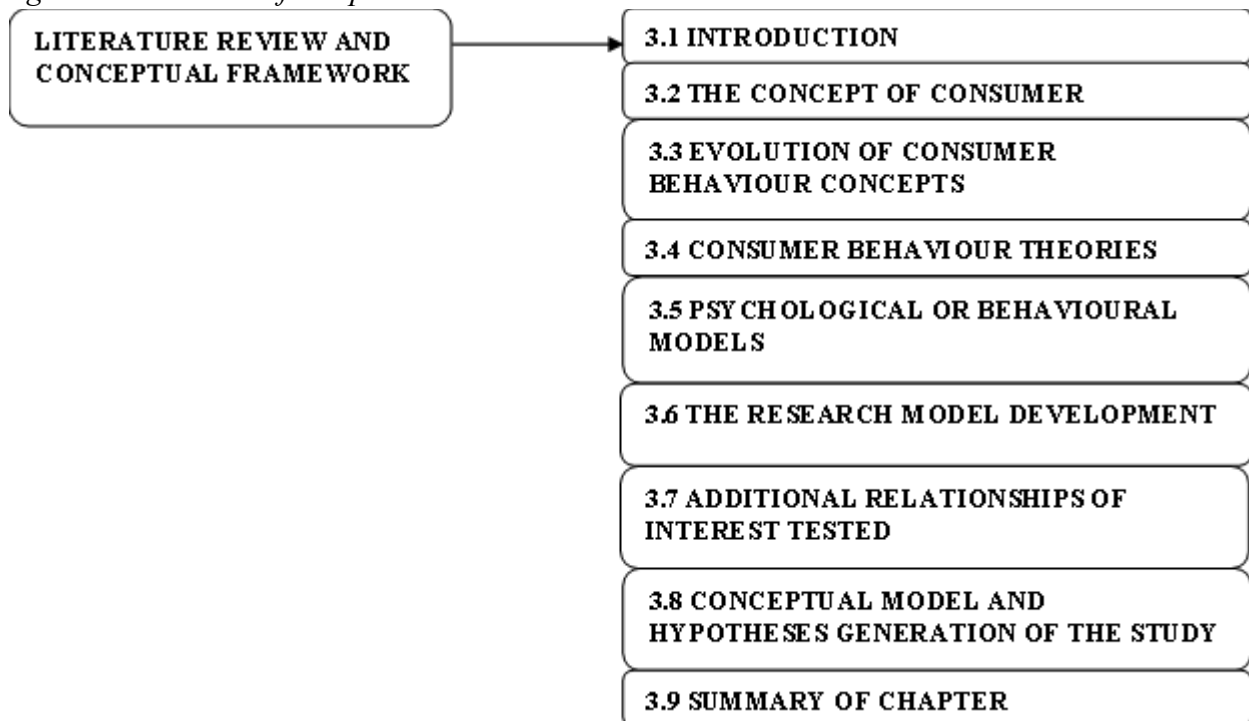 LITERATURE REVIEW AND
CONCEPTUAL FRAMEWORK
3.1 INTRODUCTION
3.2 THE CONCEPT OF CONSUMER
3.3 EVOLUTION OF CONSUMER
BEHAVIOUR CONCEPTS
3.4 CONSUMER BEHAVIOUR THEORIES
3.5 PSYCHOLOGICAL OR BEHAVIOURAL
MODELS
3.6 THE RESEARCH MODEL DEVELOPMENT
3.7 ADDITIONAL RELATIONSHIPS OF
INTEREST TESTED
3.8 CONCEPTUAL MODEL AND
HYPOTHESES GENERATION OF THE STUDY
3.9 SUMMARY OF CHAPTER